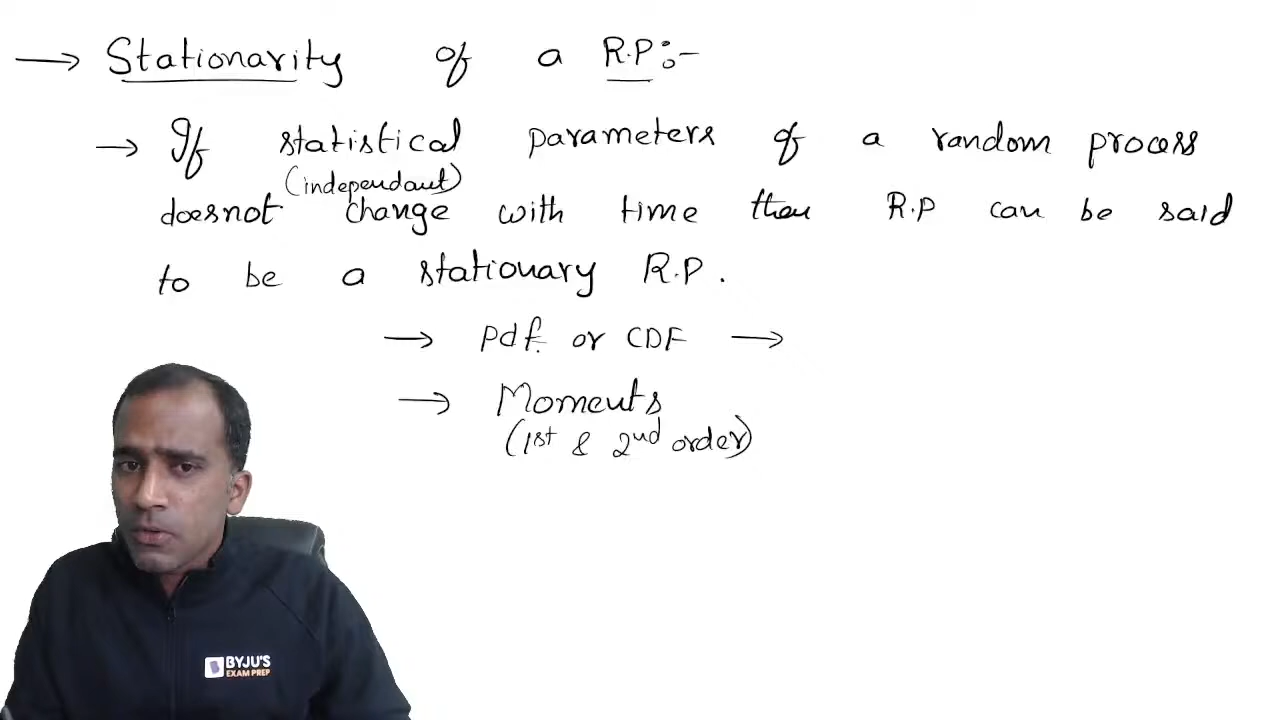 → Stationarity of a R.P:-
→ If statistical parameters of a random process
(independant)
doesnot change with time then R.P can be said
to be a stationary R.P.
→ Pdf. or CDF →
→ Moments
(1st & 2nd order)
BYJU'S
EXAM PREP